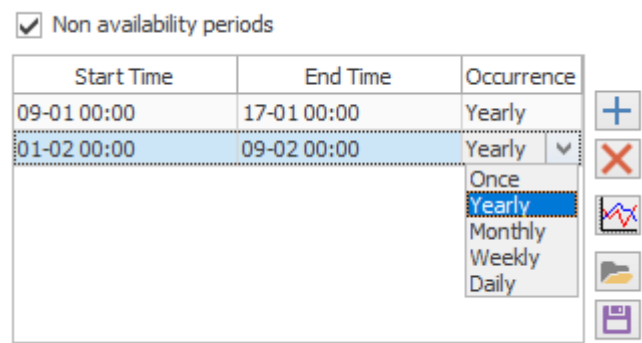 Non availability periods
Start Time End Time Occurrence
09-01 00:00 17-01 00:00 Yearly
01-02 00:00 09-02 00:00 Yearly
Once
Yearly
Monthly
Weekly
Daily